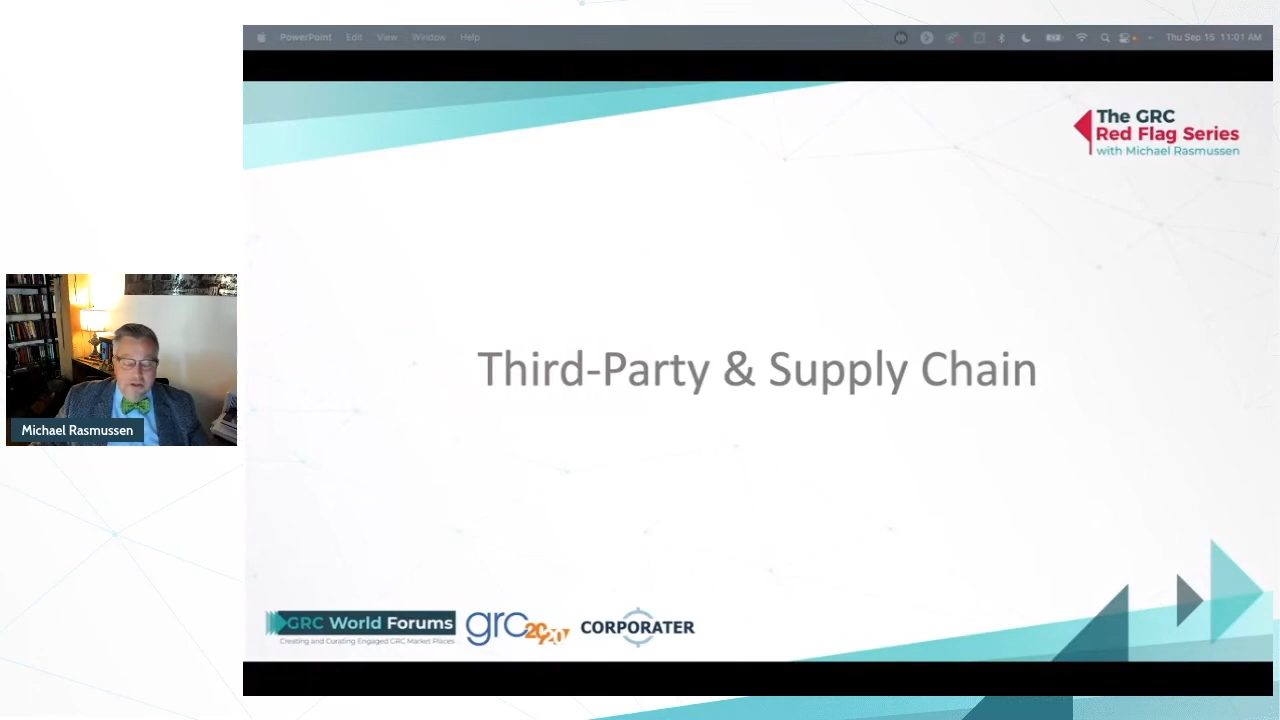 PowerPoint Edit View Window Help Thu Sep 15 11:01 AM
The GRC
Red Flag Series
with Michael Rasmussen
Third-Party & Supply Chain
Michael Rasmussen
GRC World Forums
Creating and Curating Engaged GRC Market Places
grc2020
CORPORATER